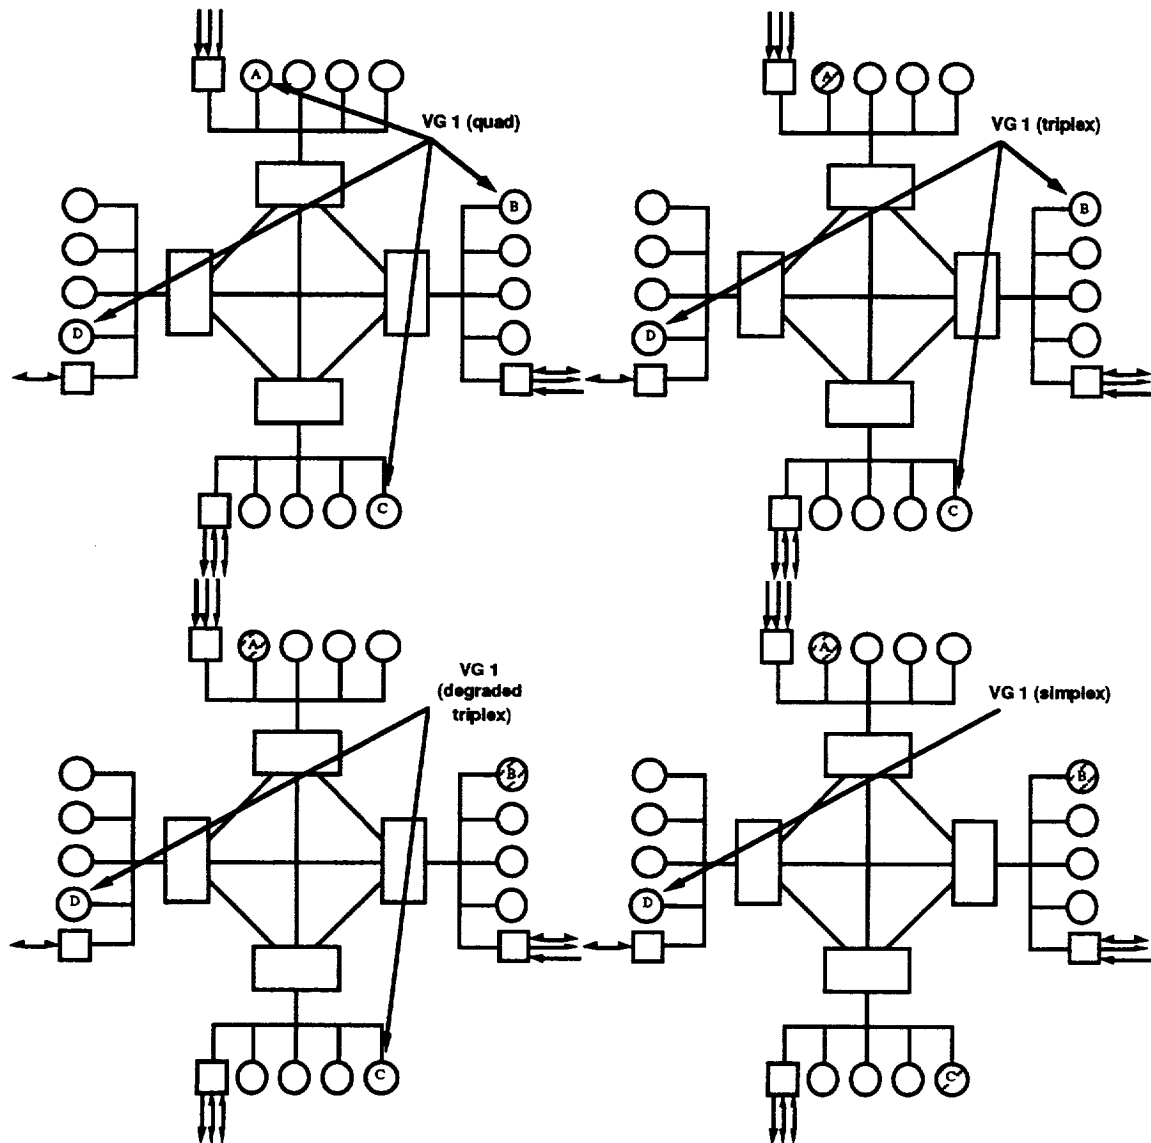 A
VG 1 (quad)
B
D
C
A
VG 1 (triplex)
B
D
C
A
VG 1
(degraded
triplex)
B
D
C
A
VG 1 (simplex)
B
D
C